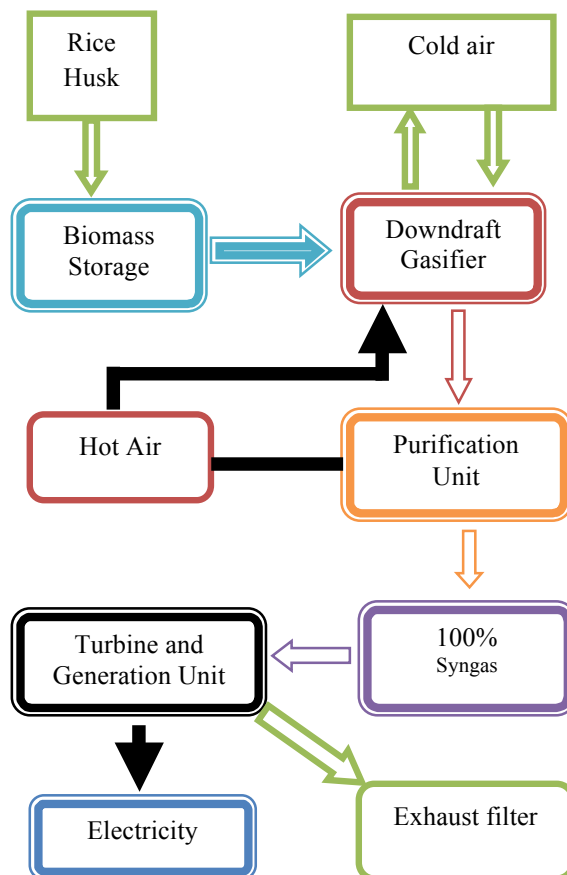 Rice
Husk
Cold air
Biomass
Storage
Downdraft
Gasifier
Hot Air
Purification
Unit
Turbine and
Generation Unit
100%
Syngas
Electricity
Exhaust filter